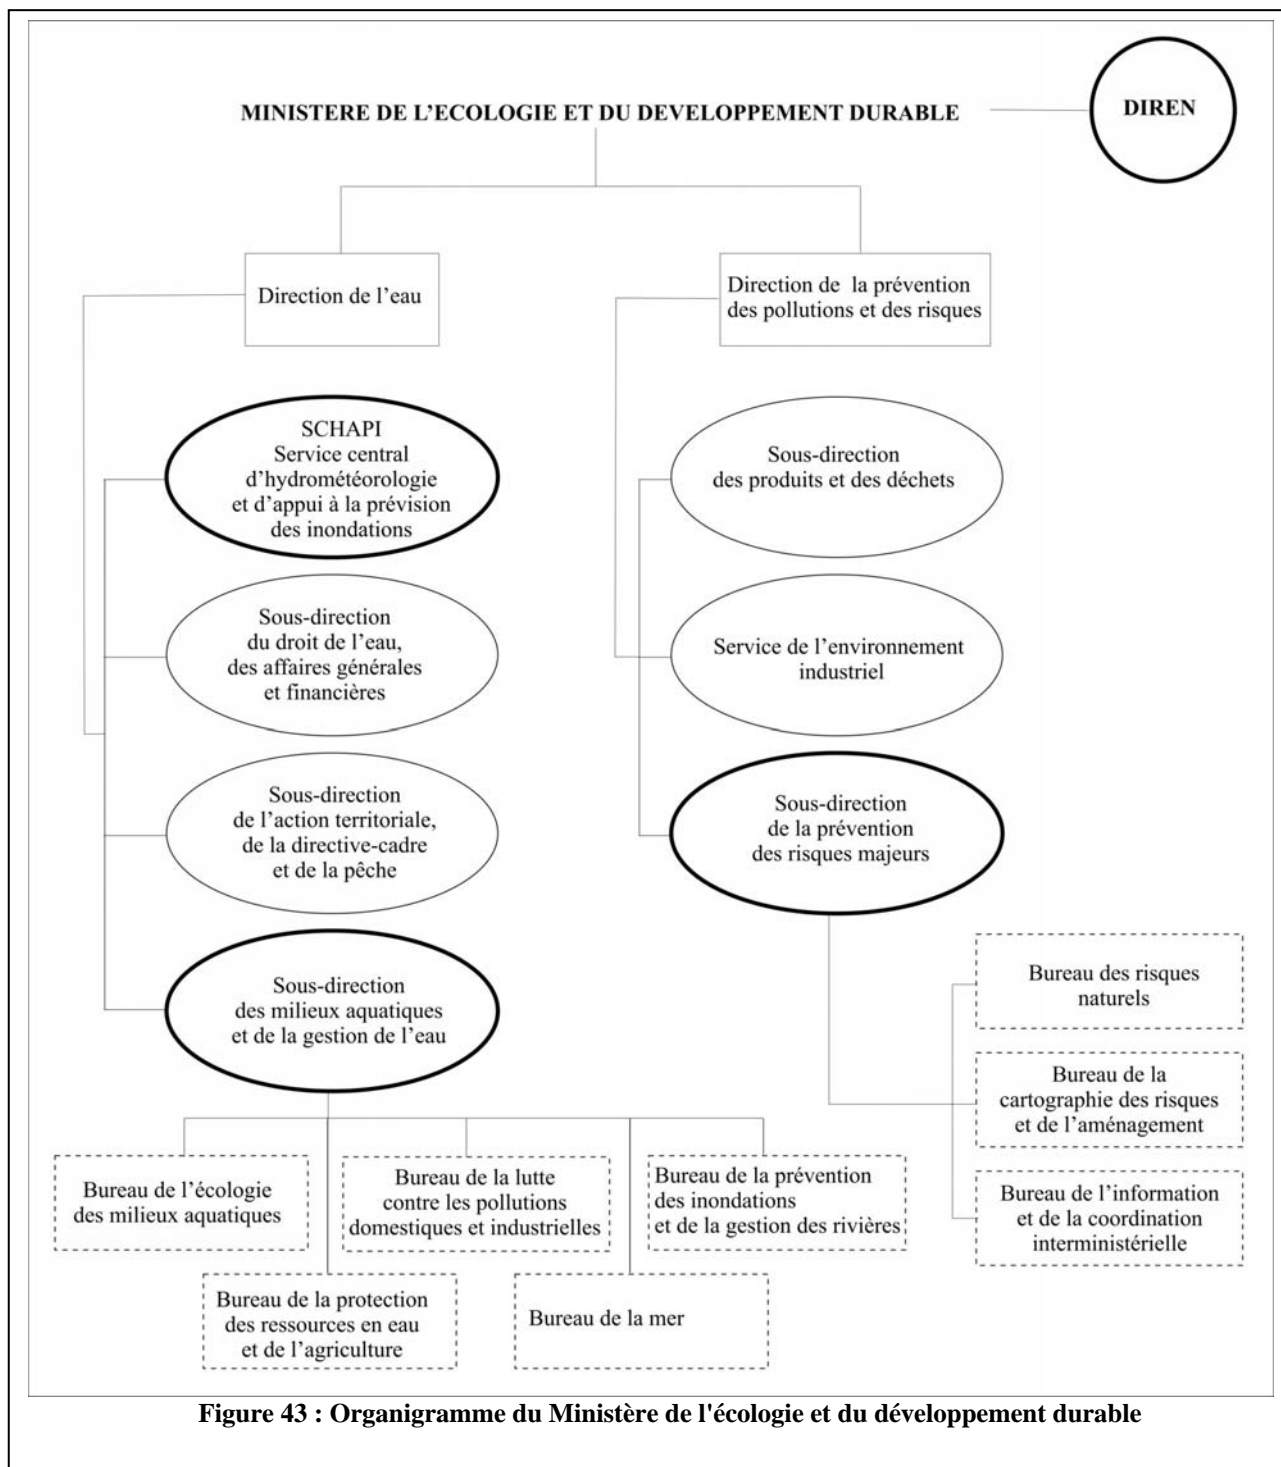 MINISTERE DE L'ECOLOGIE ET DU DEVELOPPEMENT DURABLE
DIREN
Direction de l'eau
Direction de la prévention
des pollutions et des risques
SCHAPI
Service central
d'hydrométéorologie
et d'appui à la prévision
des inondations
Sous-direction
des produits et des déchets
Sous-direction
du droit de l'eau,
des affaires générales
et financières
Service de l'environnement
industriel
Sous-direction
de l'action territoriale,
de la directive-cadre
et de la pêche
Sous-direction
de la prévention
des risques majeurs
Sous-direction
des milieux aquatiques
et de la gestion de l'eau
Bureau des risques
naturels
Bureau de la
cartographie des risques
et de l'aménagement
Bureau de l'information
et de la coordination
interministérielle
Bureau de l'écologie
des milieux aquatiques
Bureau de la lutte
contre les pollutions
domestiques et industrielles
Bureau de la prévention
des inondations
et de la gestion des rivières
Bureau de la protection
des ressources en eau
et de l'agriculture
Bureau de la mer
Figure 43 : Organigramme du Ministère de l'écologie et du développement durable